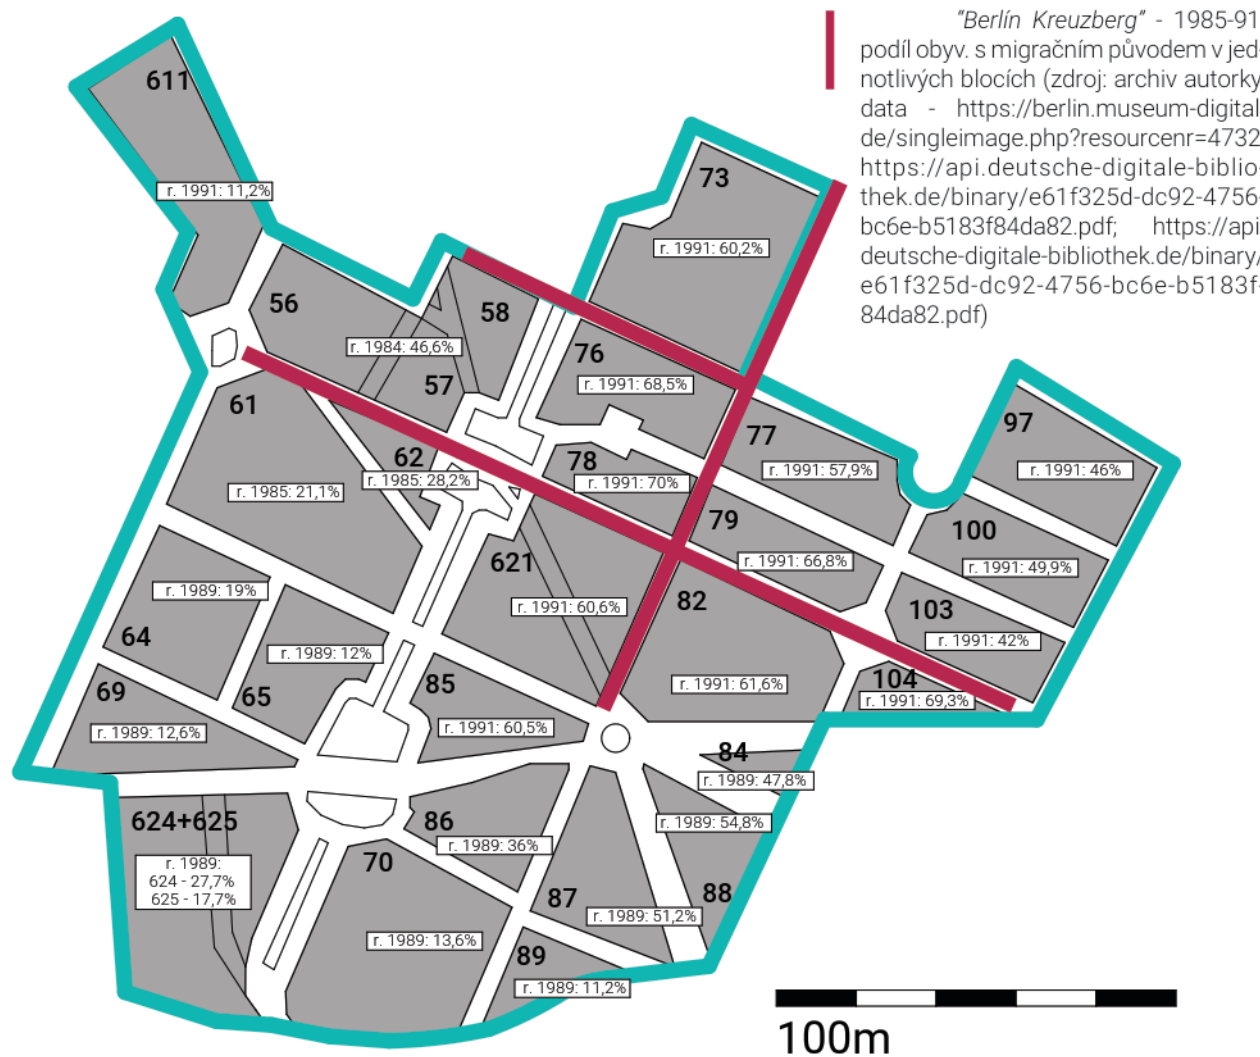 "Berlín Kreuzberg" - 1985-91
podíl obyv. s migračním původem v jed-
notlivých blocích (zdroj: archiv autorky
data - https://berlin.museum-digital
de/singleimage.php?resourcenr=4732
https://api.deutsche-digitale-biblio-
thek.de/binary/e61f325d-dc92-4756-
bc6e-b5183f84da82.pdf; https://api
deutsche-digitale-bibliothek.de/binary/
e61f325d-dc92-4756-bc6e-b5183f-
84da82.pdf)
611
r. 1991: 11,2%
73
r. 1991: 60,2%
56
58
r. 1984: 46,6%
57
76
r. 1991: 68,5%
61
r. 1985: 21,1%
62
r. 1985: 28,2%
78
r. 1991: 70%
77
r. 1991: 57,9%
97
r. 1991: 46%
79
r. 1991: 66,8%
100
r. 1991: 49,9%
621
r. 1991: 60,6%
82
r. 1991: 61,6%
103
r. 1991: 42%
104
r. 1991: 69,3%
r. 1989: 19%
64
r. 1989: 12%
65
69
r. 1989: 12,6%
85
r. 1991: 60,5%
84
r. 1989: 47,8%
r. 1989: 54,8%
88
624+625
r. 1989:
624 - 27,7%
625 - 17,7%
86
r. 1989: 36%
70
r. 1989: 13,6%
87
r. 1989: 51,2%
89
r. 1989: 11,2%
100m